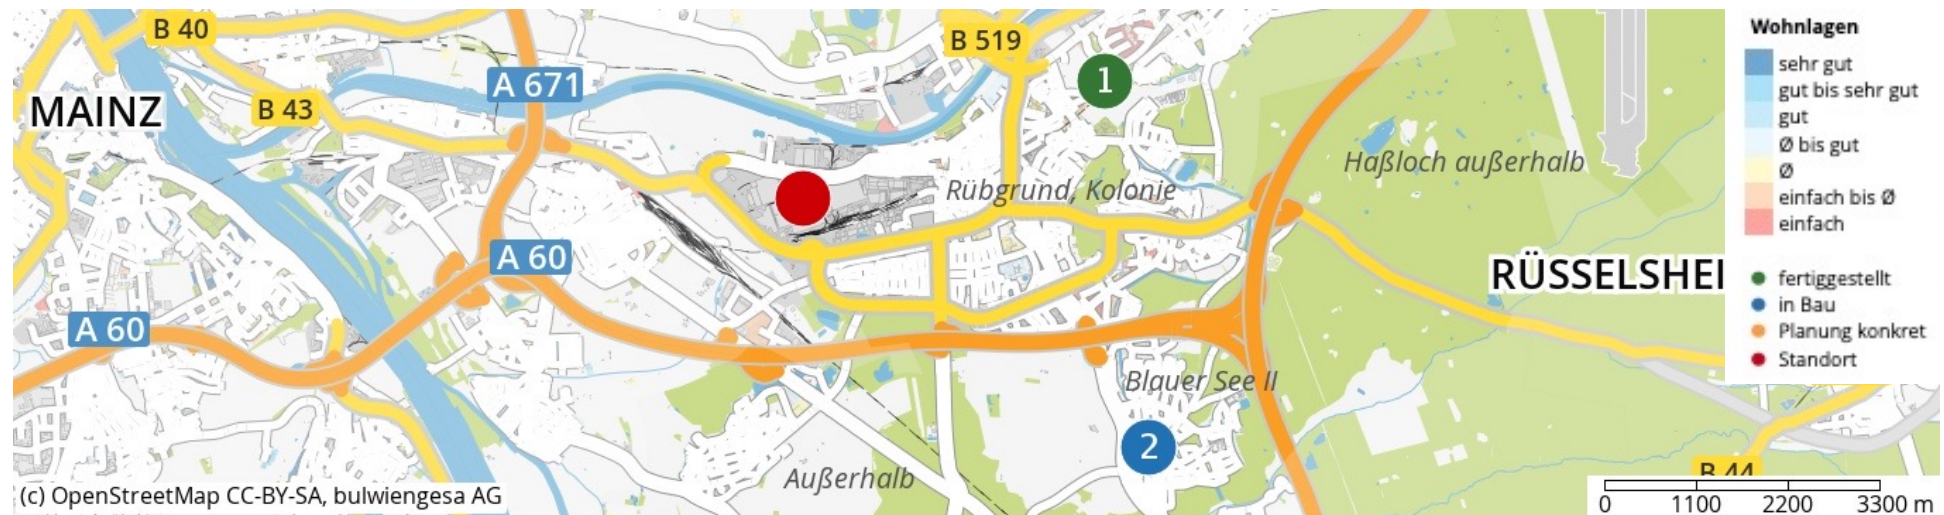 B 40
A 671
B 519
1
MAINZ
B 43
Haßloch außerhalb
Rübgrund, Kolonie
A 60
RÜSSELSHEI
A 60
Blauer See II
2
Außerhalb
B 44
(c) OpenStreetMap CC-BY-SA, bulwiengesa AG
Wohnlagen
sehr gut
gut bis sehr gut
gut
Ø bis gut
Ø
einfach bis Ø
einfach
fertiggestellt
in Bau
Planung konkret
Standort
0 1100 2200 3300 m